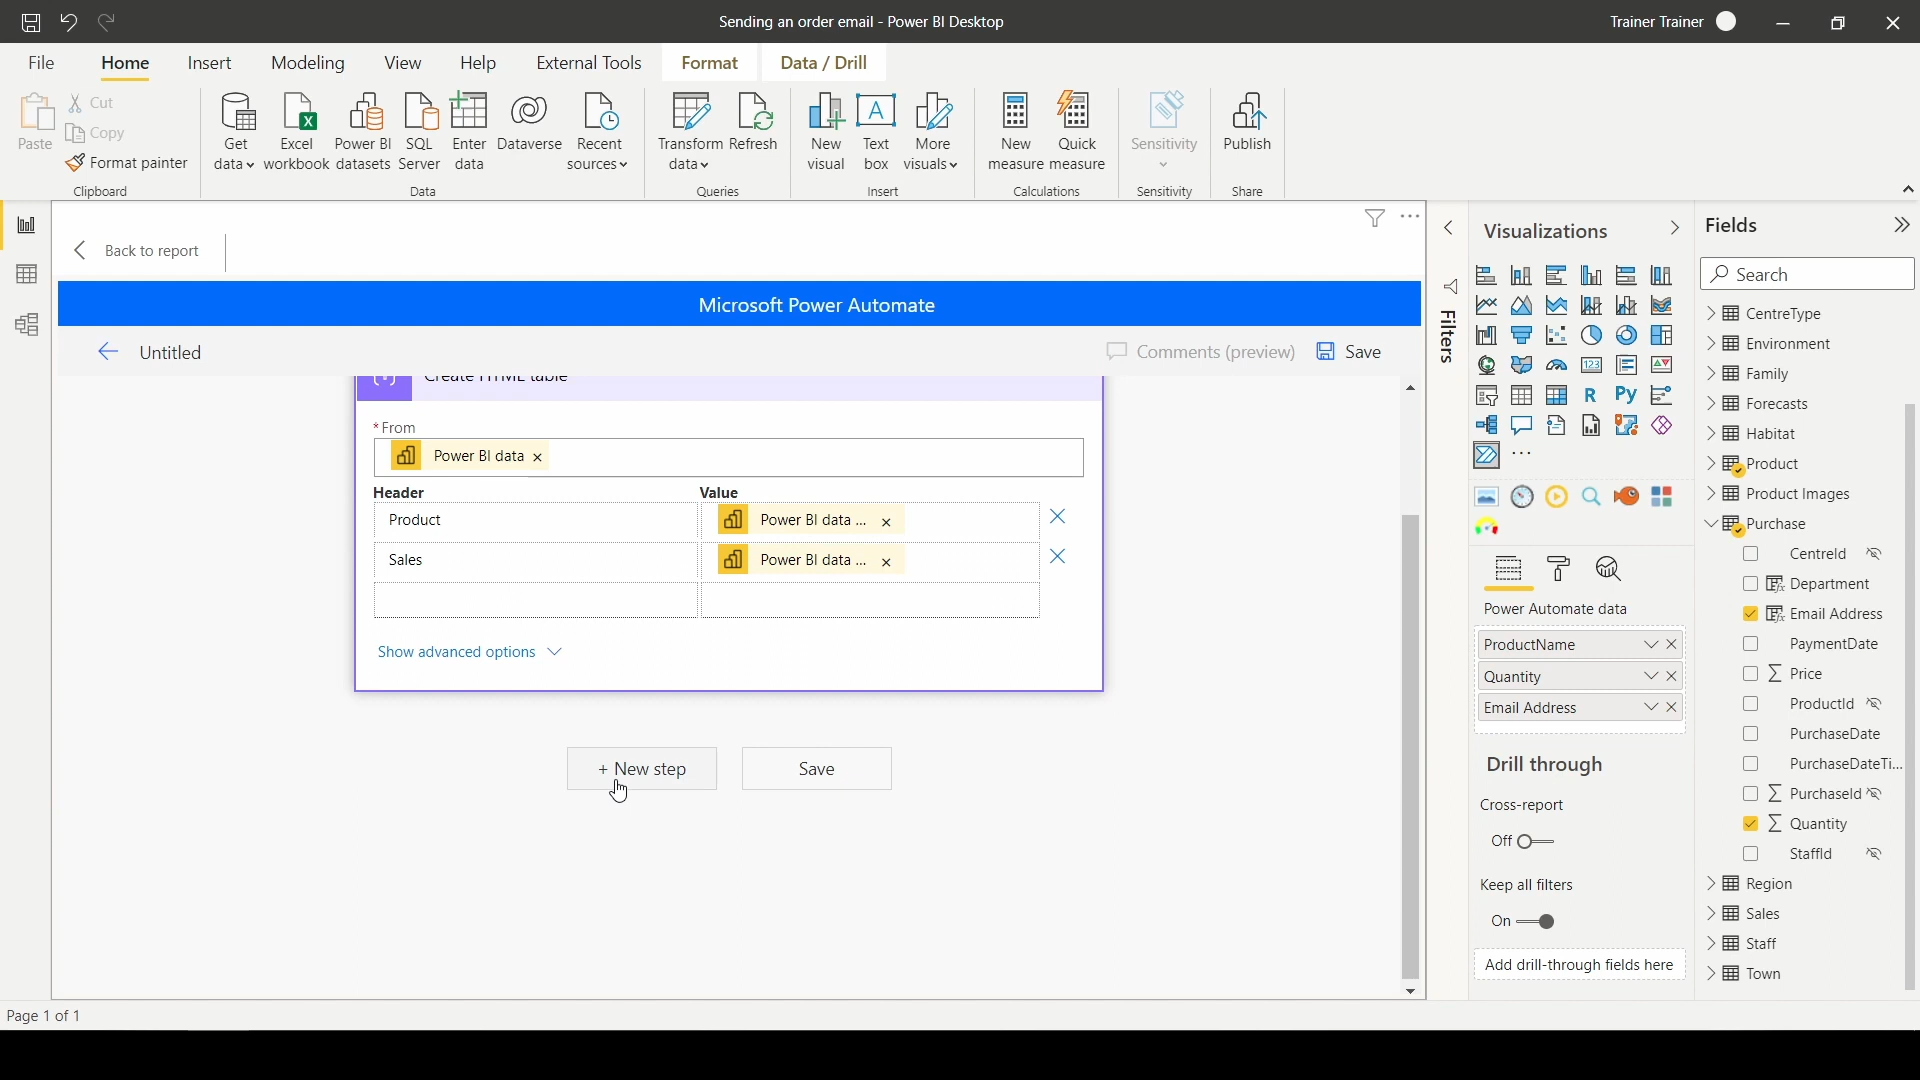 Sending an order email - Power BI Desktop
Trainer Trainer
File Home Insert Modeling View Help External Tools Format Data / Drill
Paste
Cut
Copy
Format painter
Clipboard
Get data
Excel workbook
Power BI datasets
SQL Server
Enter data
Dataverse
Recent sources
Data
Transform data
Refresh
Queries
New visual
Text box
More visuals
Insert
New measure
Quick measure
Calculations
Sensitivity
Sensitivity
Publish
Share
Back to report
Microsoft Power Automate
Untitled
Comments (preview)
Save
Create HTML table
* From
Power BI data ×
Header Value
Product Power BI data ... ×
Sales Power BI data ... ×
Show advanced options
+ New step
Save
Filters
Visualizations
R Py
123
Power Automate data
ProductName
Quantity
Email Address
Drill through
Cross-report
Off
Keep all filters
On
Add drill-through fields here
Fields
Search
CentreType
Environment
Family
Forecasts
Habitat
Product
Product Images
Purchase
CentreId
Department
Email Address
PaymentDate
Price
ProductId
PurchaseDate
PurchaseDateTi...
PurchaseId
Quantity
StaffId
Region
Sales
Staff
Town
Page 1 of 1